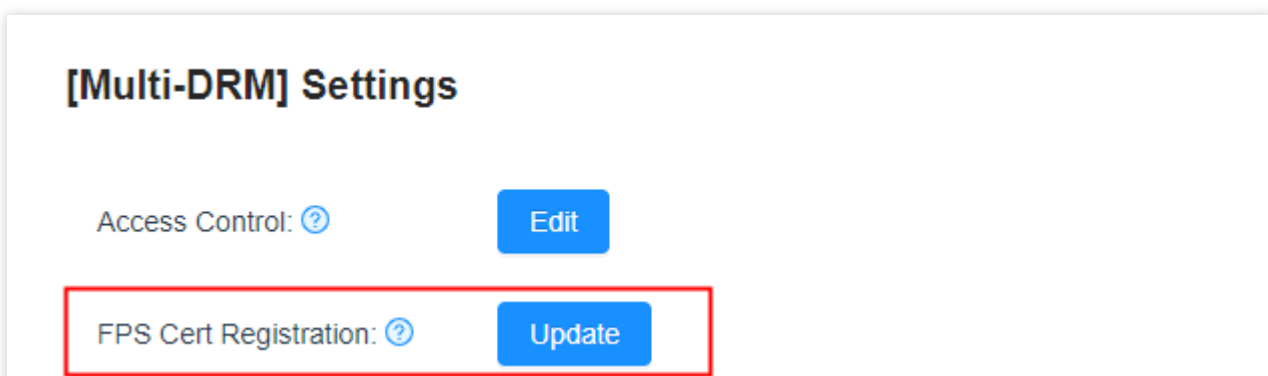 [Multi-DRM] Settings
Access Control: ? Edit
FPS Cert Registration: ? Update